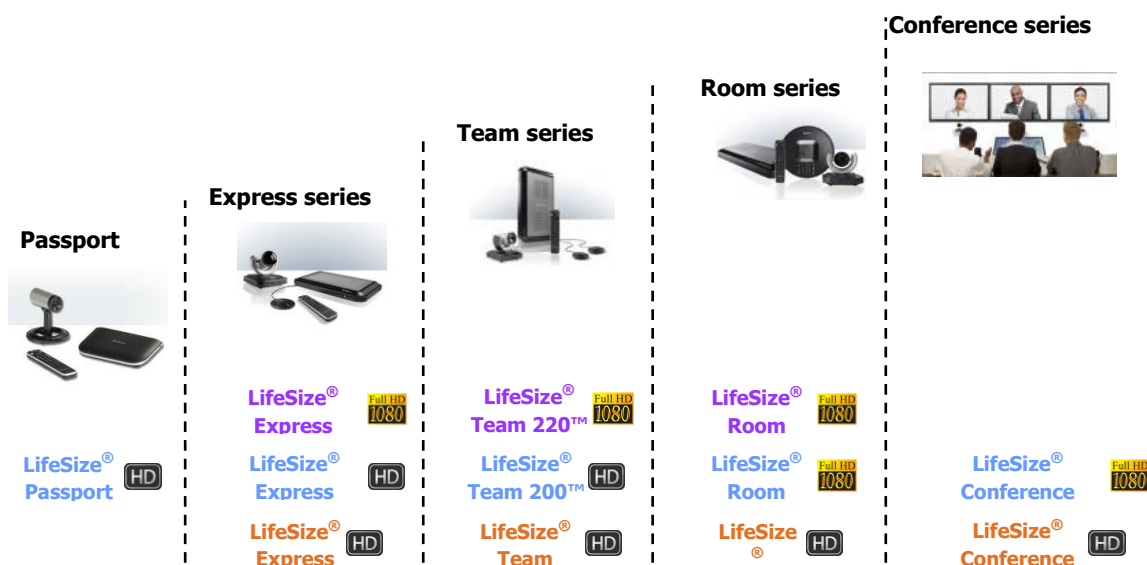 Conference series
Room series
Team series
Express series
Passport
LifeSize®
Express
Full HD
1080
LifeSize®
Team 220™
Full HD
1080
LifeSize®
Room
Full HD
1080
LifeSize®
Passport
HD
LifeSize®
Express
HD
LifeSize®
Team 200™
HD
LifeSize®
Room
Full HD
1080
LifeSize®
Conference
Full HD
1080
LifeSize®
Express
HD
LifeSize®
Team
HD
LifeSize
®
HD
LifeSize®
Conference
HD